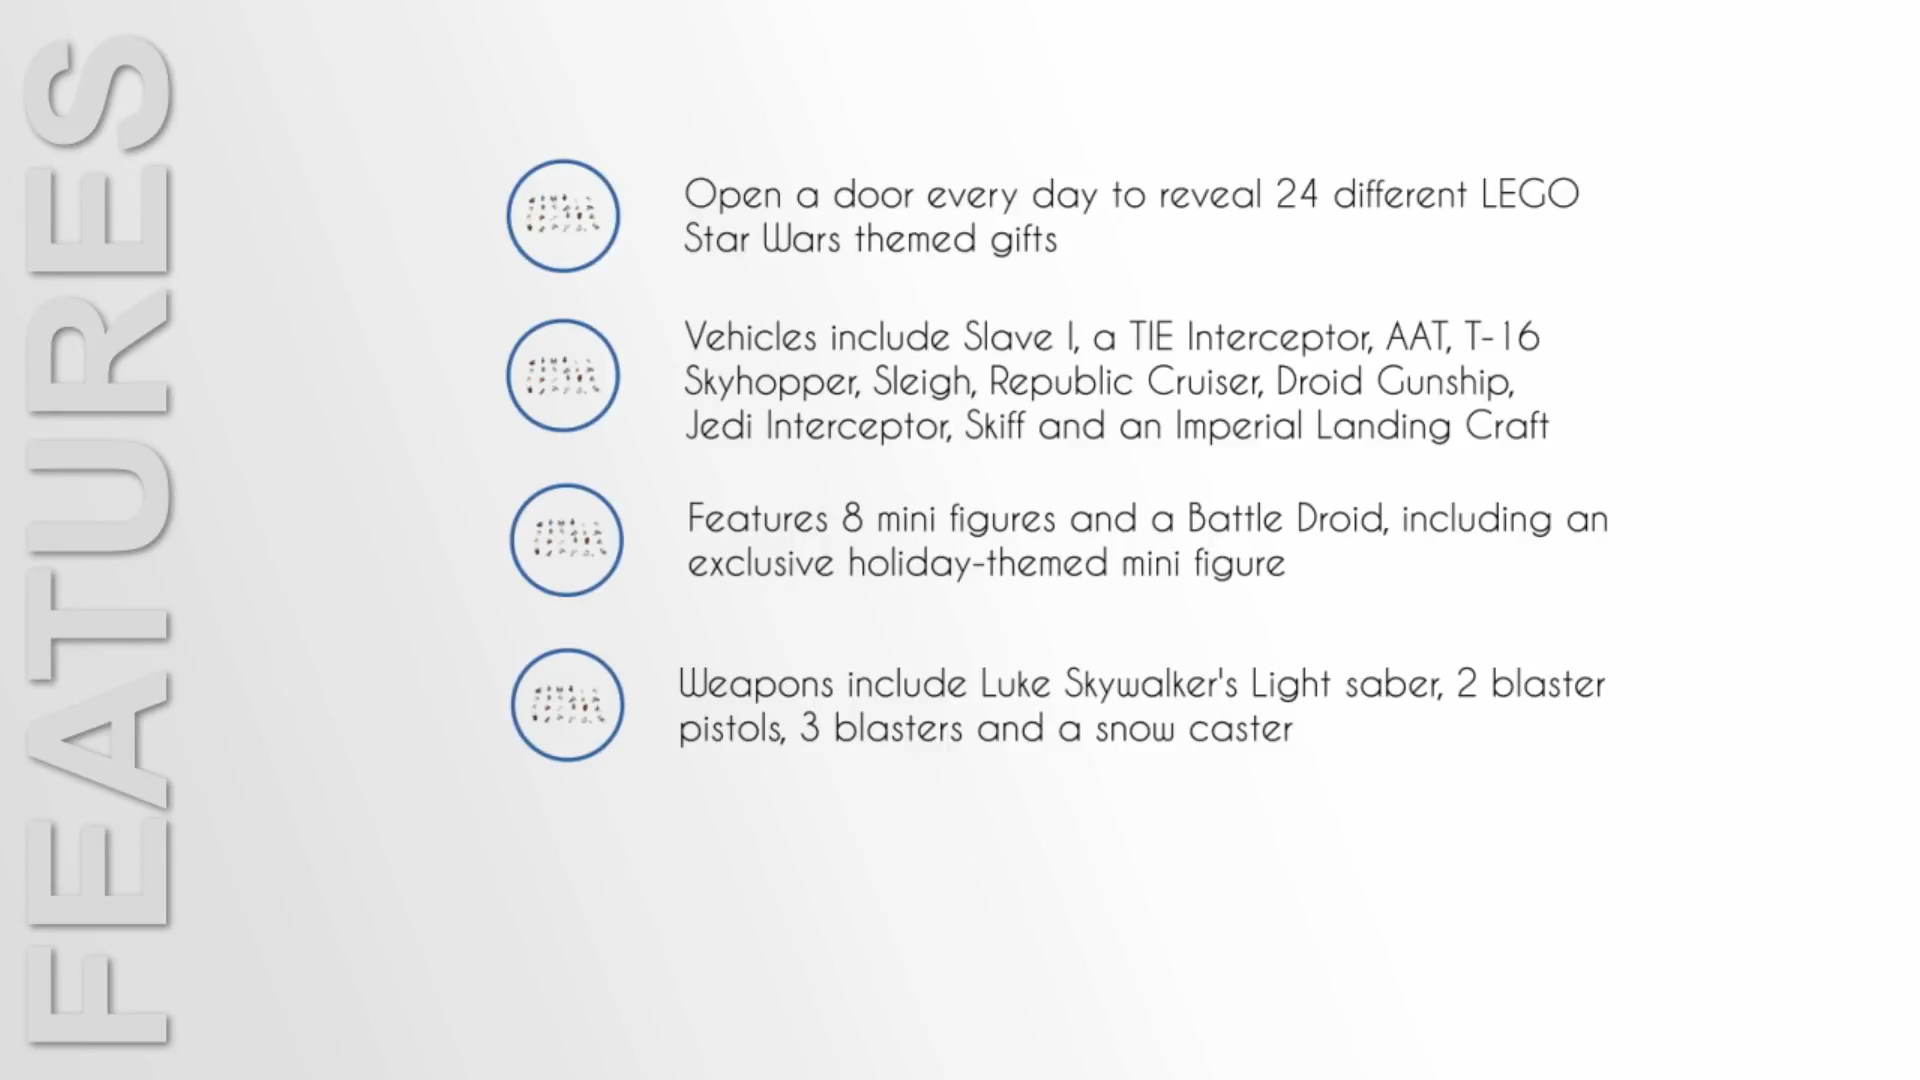 FEATURES
Open a door every day to reveal 24 different LEGO
Star Wars themed gifts
Vehicles include Slave I, a TIE Interceptor, AAT, T-16
Skyhopper, Sleigh, Republic Cruiser, Droid Gunship,
Jedi Interceptor, Skiff and an Imperial Landing Craft
Features 8 mini figures and a Battle Droid, including an
exclusive holiday-themed mini figure
Weapons include Luke Skywalker's Light saber, 2 blaster
pistols, 3 blasters and a snow caster